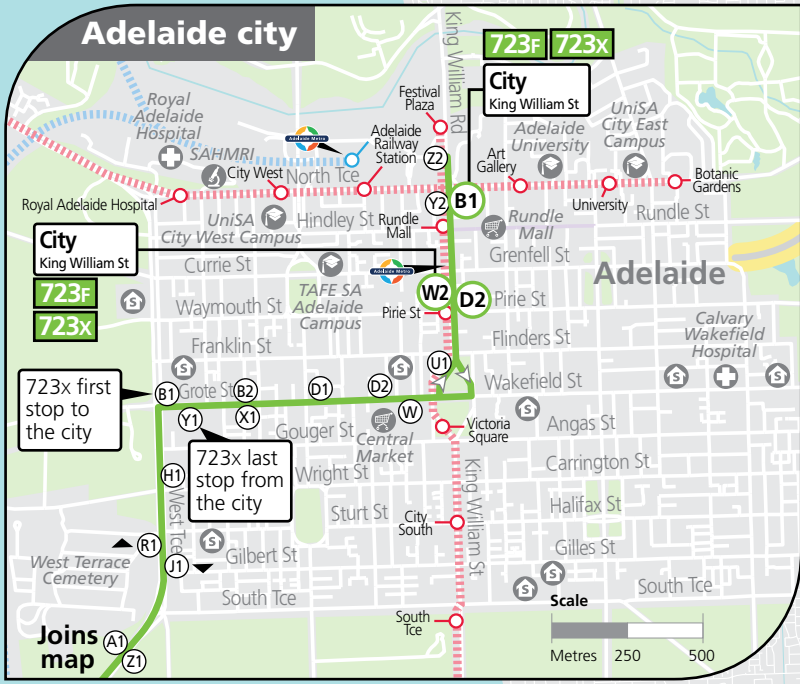 Adelaide city
King William Rd
723F 723X
City
King William St
Festival
Plaza
Royal
Adelaide
Hospital
Adelaide Metro
Adelaide
Railway
Station
Z2
Adelaide
University
UniSA
City East
Campus
SAHMRI
City West
North Tce
Art
Gallery
Botanic
Gardens
Royal Adelaide Hospital
University
Y2
B1
UniSA
City West Campus
Hindley St
Rundle
Mall
Rundle
Mall
Rundle St
City
King William St
723F
723X
Currie St
Grenfell St
Adelaide Metro
Adelaide
TAFE SA
Adelaide
Campus
W2
D2
Waymouth St
Pirie St
Pirie St
Franklin St
Flinders St
Calvary
Wakefield
Hospital
U1
723x first
stop to
the city
B1
Grote St
B2
D1
D2
Wakefield St
Y1
X1
W
Gouger St
Central
Market
Victoria
Square
Angas St
723x last
stop from
the city
H1
West Tce
Wright St
King William St
Carrington St
Sturt St
City
South
Halifax St
R1
J1
West Terrace
Cemetery
Gilbert St
Gilles St
South Tce
South Tce
South
Tce
Scale
Metres 250 500
Joins
map
A1
Z1